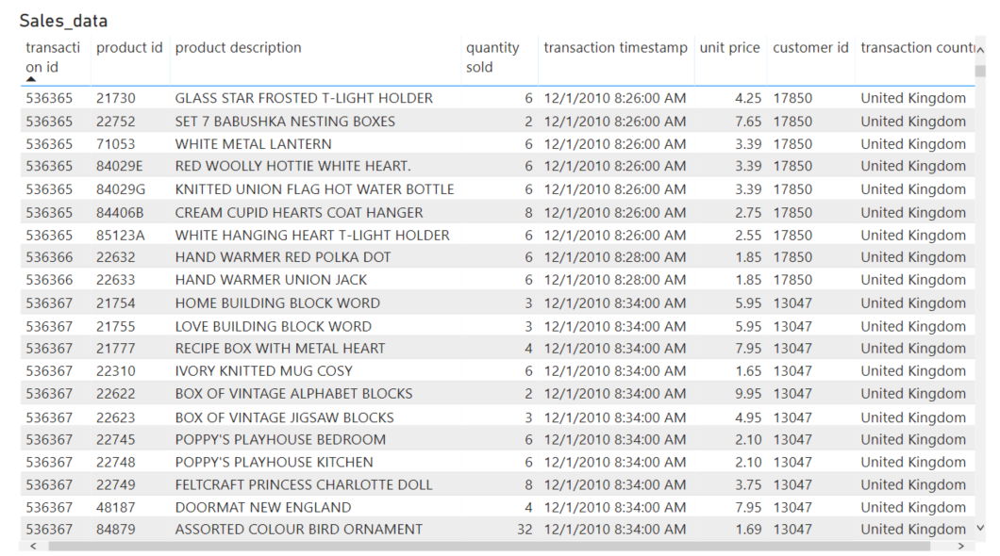 Sales_data
transacti on id product id product description quantity sold transaction timestamp unit price customer id transaction countr
536365 21730 GLASS STAR FROSTED T-LIGHT HOLDER 6 12/1/2010 8:26:00 AM 4.25 17850 United Kingdom
536365 22752 SET 7 BABUSHKA NESTING BOXES 2 12/1/2010 8:26:00 AM 7.65 17850 United Kingdom
536365 71053 WHITE METAL LANTERN 6 12/1/2010 8:26:00 AM 3.39 17850 United Kingdom
536365 84029E RED WOOLLY HOTTIE WHITE HEART. 6 12/1/2010 8:26:00 AM 3.39 17850 United Kingdom
536365 84029G KNITTED UNION FLAG HOT WATER BOTTLE 6 12/1/2010 8:26:00 AM 3.39 17850 United Kingdom
536365 84406B CREAM CUPID HEARTS COAT HANGER 8 12/1/2010 8:26:00 AM 2.75 17850 United Kingdom
536365 85123A WHITE HANGING HEART T-LIGHT HOLDER 6 12/1/2010 8:26:00 AM 2.55 17850 United Kingdom
536366 22632 HAND WARMER RED POLKA DOT 6 12/1/2010 8:28:00 AM 1.85 17850 United Kingdom
536366 22633 HAND WARMER UNION JACK 6 12/1/2010 8:28:00 AM 1.85 17850 United Kingdom
536367 21754 HOME BUILDING BLOCK WORD 3 12/1/2010 8:34:00 AM 5.95 13047 United Kingdom
536367 21755 LOVE BUILDING BLOCK WORD 3 12/1/2010 8:34:00 AM 5.95 13047 United Kingdom
536367 21777 RECIPE BOX WITH METAL HEART 4 12/1/2010 8:34:00 AM 7.95 13047 United Kingdom
536367 22310 IVORY KNITTED MUG COSY 6 12/1/2010 8:34:00 AM 1.65 13047 United Kingdom
536367 22622 BOX OF VINTAGE ALPHABET BLOCKS 2 12/1/2010 8:34:00 AM 9.95 13047 United Kingdom
536367 22623 BOX OF VINTAGE JIGSAW BLOCKS 3 12/1/2010 8:34:00 AM 4.95 13047 United Kingdom
536367 22745 POPPY'S PLAYHOUSE BEDROOM 6 12/1/2010 8:34:00 AM 2.10 13047 United Kingdom
536367 22748 POPPY'S PLAYHOUSE KITCHEN 6 12/1/2010 8:34:00 AM 2.10 13047 United Kingdom
536367 22749 FELTCRAFT PRINCESS CHARLOTTE DOLL 8 12/1/2010 8:34:00 AM 3.75 13047 United Kingdom
536367 48187 DOORMAT NEW ENGLAND 4 12/1/2010 8:34:00 AM 7.95 13047 United Kingdom
536367 84879 ASSORTED COLOUR BIRD ORNAMENT 32 12/1/2010 8:34:00 AM 1.69 13047 United Kingdom